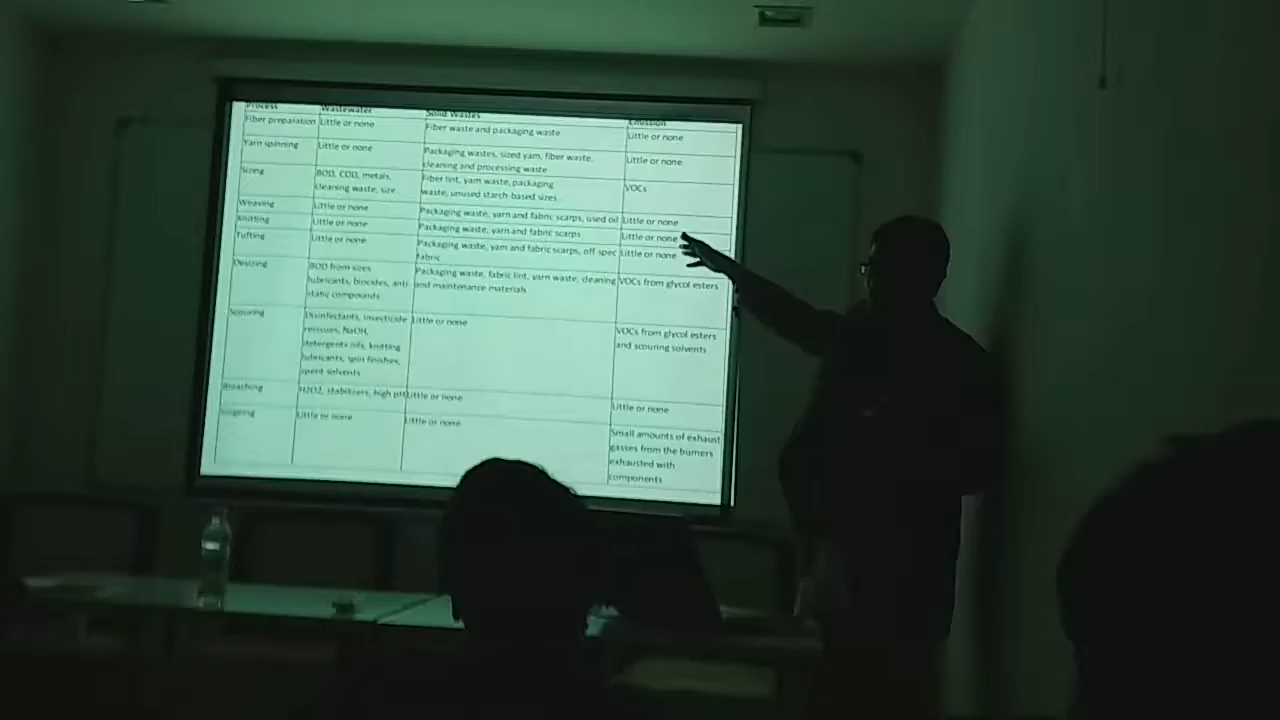 Process Wastewater Solid Wastes Emission
Fiber preparation Little or none Fiber waste and packaging waste Little or none
Yarn spinning Little or none Packaging wastes, sized yarn, fiber waste, Little or none
cleaning and processing waste
Sizing BOD, COD, metals, Fiber lint, yarn waste, packaging VOCs
cleaning waste, size waste, unused starch-based sizes
Weaving Little or none Packaging waste, yarn and fabric scarps, used oil Little or none
Knitting Little or none Packaging waste, yarn and fabric scarps Little or none
Tufting Little or none Packaging waste, yarn and fabric scarps, off-spec Little or none
fabric
Desizing BOD from sizes Packaging waste, fabric lint, yarn waste, cleaning VOCs from glycol esters
lubricants, biocides, anti- and maintenance materials
static compounds
Scouring Disinfectants, insecticide Little or none VOCs from glycol esters
NaOH, and scouring solvents
detergents oils, knitting
lubricants, spin finishes,
spent solvents
Bleaching H2O2, stabilizers, high pH Little or none Little or none
Singeing Little or none Little or none Small amounts of exhaust
gasses from the burners
exhausted with
components